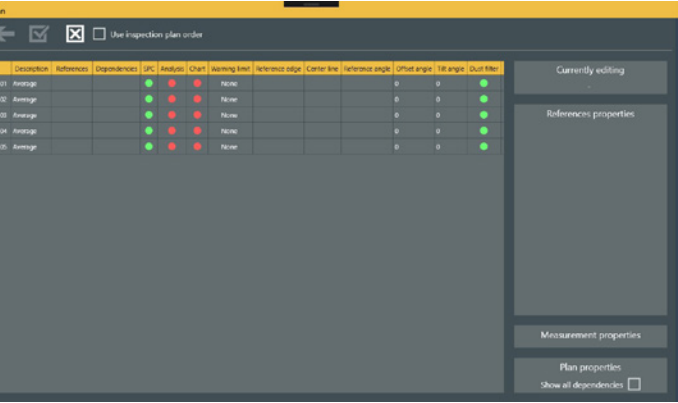 an
Use inspection plan order
Description References Dependencies SPC Analysis Chart Warning limit Reference edge Center line Reference angle Offset angle Tilt angle Dust filter
01 Average None 0 0
02 Average None 0 0
03 Average None 0 0
04 Average None 0 0
05 Average None 0 0
Currently editing
-
References properties
Measurement properties
Plan properties
Show all dependencies